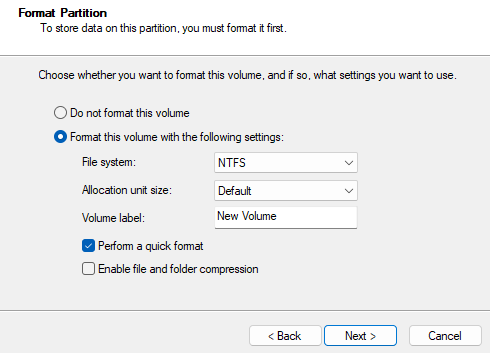 Format Partition
To store data on this partition, you must format it first.
Choose whether you want to format this volume, and if so, what settings you want to use.
Do not format this volume
Format this volume with the following settings:
File system: NTFS
Allocation unit size: Default
Volume label: New Volume
Perform a quick format
Enable file and folder compression
< Back Next > Cancel